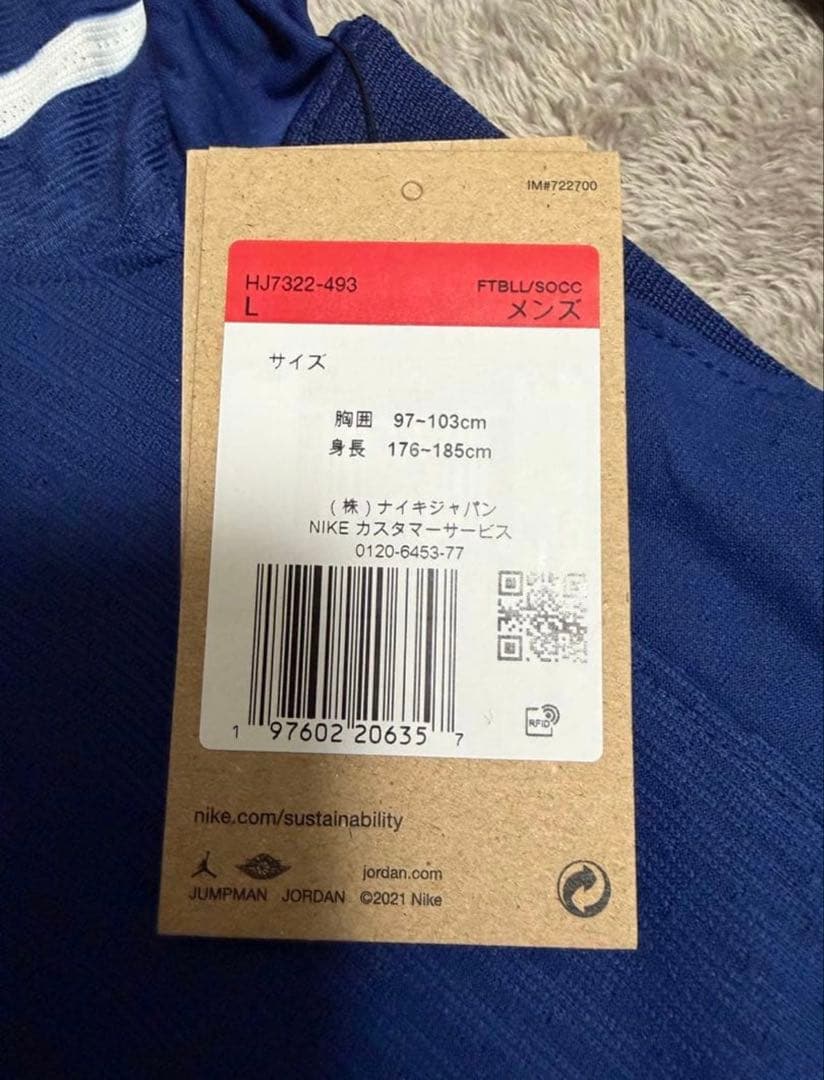 IM#722700
HJ7322-493 FTBLL/SOCC
L メンズ
サイズ
胸囲 97~103cm
身長 176~185cm
(株)ナイキジャパン
NIKE カスタマーサービス
0120-6453-77
1 97602 20635 7
RFID
nike.com/sustainability
jordan.com
JUMPMAN JORDAN ©2021 Nike